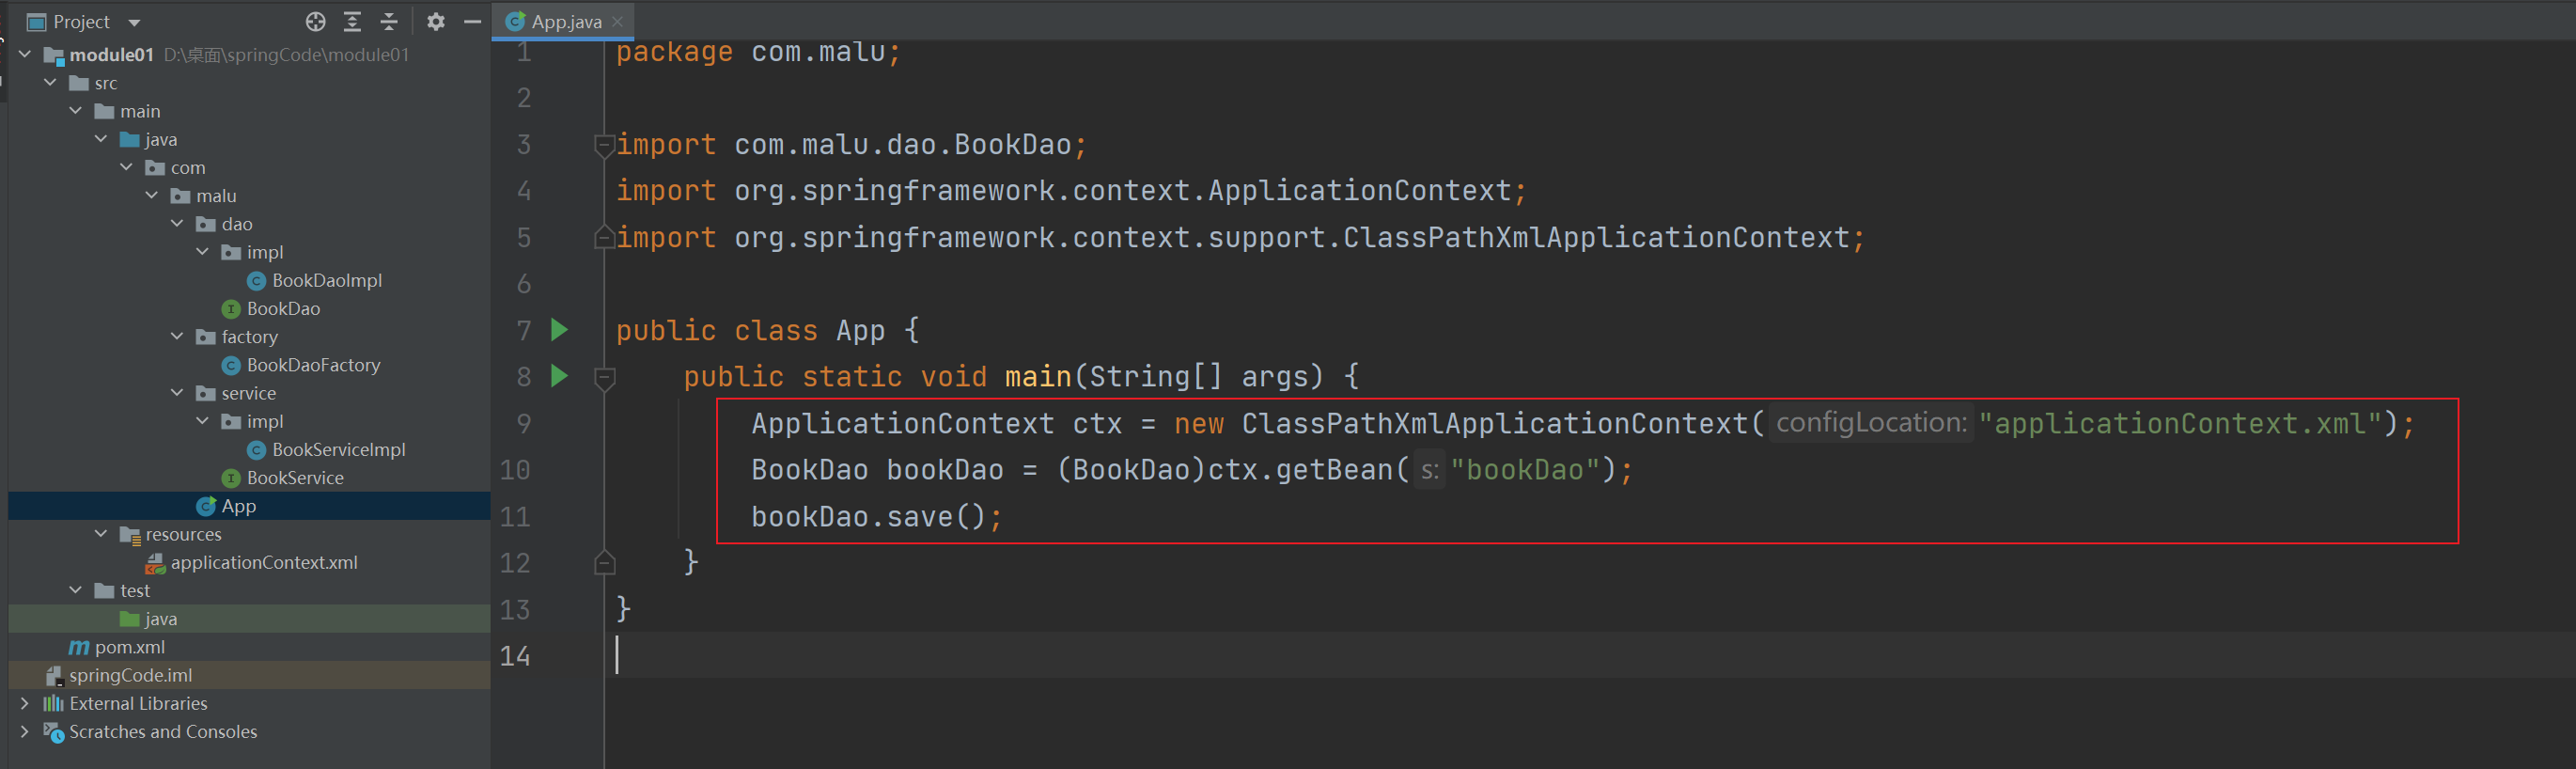 Project
module01 D:\桌面\springCode\module01
src
main
java
com
malu
dao
impl
BookDaoImpl
BookDao
factory
BookDaoFactory
service
impl
BookServiceImpl
BookService
App
resources
applicationContext.xml
test
java
pom.xml
springCode.iml
External Libraries
Scratches and Consoles
App.java
1 package com.malu;
2
3 import com.malu.dao.BookDao;
4 import org.springframework.context.ApplicationContext;
5 import org.springframework.context.support.ClassPathXmlApplicationContext;
6
7 public class App {
8 public static void main(String[] args) {
9 ApplicationContext ctx = new ClassPathXmlApplicationContext( configLocation: "applicationContext.xml");
10 BookDao bookDao = (BookDao)ctx.getBean( s: "bookDao");
11 bookDao.save();
12 }
13 }
14